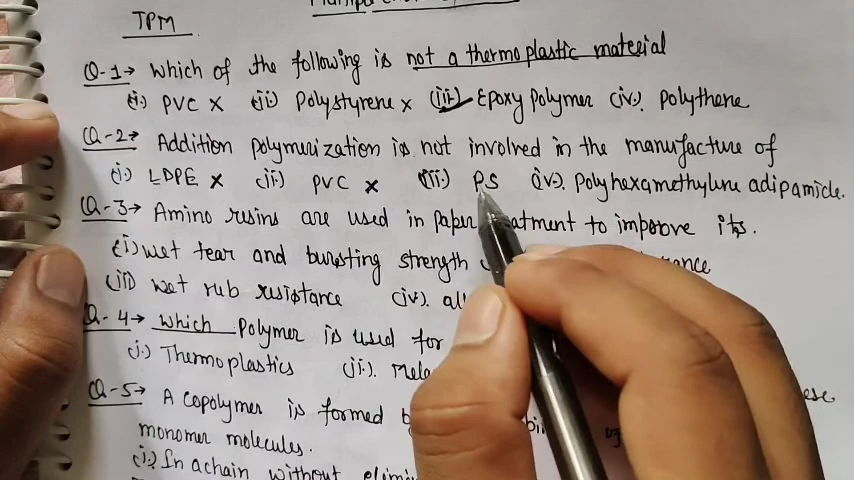 TPM
Q-1→ Which of the following is not a thermoplastic material
(i.) PVC × (ii) Polystyrene × (iii) Epoxy Polymer (iv). Polythene
Q-2→ Addition polymerization is not involved in the manufacture of
(i.) LDPE × (ii.) PVC × (iii.) PS (iv). Polyhexamethylene adipamide.
Q-3→ Amino resins are used in Paper to improve its.
(i) wet tear and bursting strength
(iii) wet rub resistance (iv).
Q-4→ Which Polymer is used for
(i.) Thermoplastics (ii).
Q-5→ A copolymer is formed
monomer molecules.
(i.) In a chain without